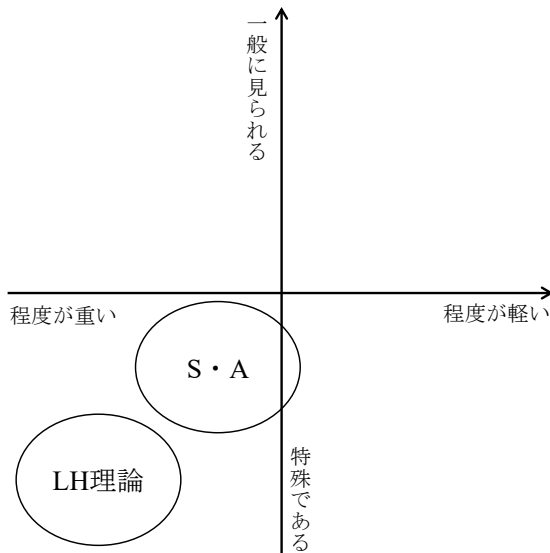 一般に見られる
程度が重い
程度が軽い
S・A
LH理論
特殊である